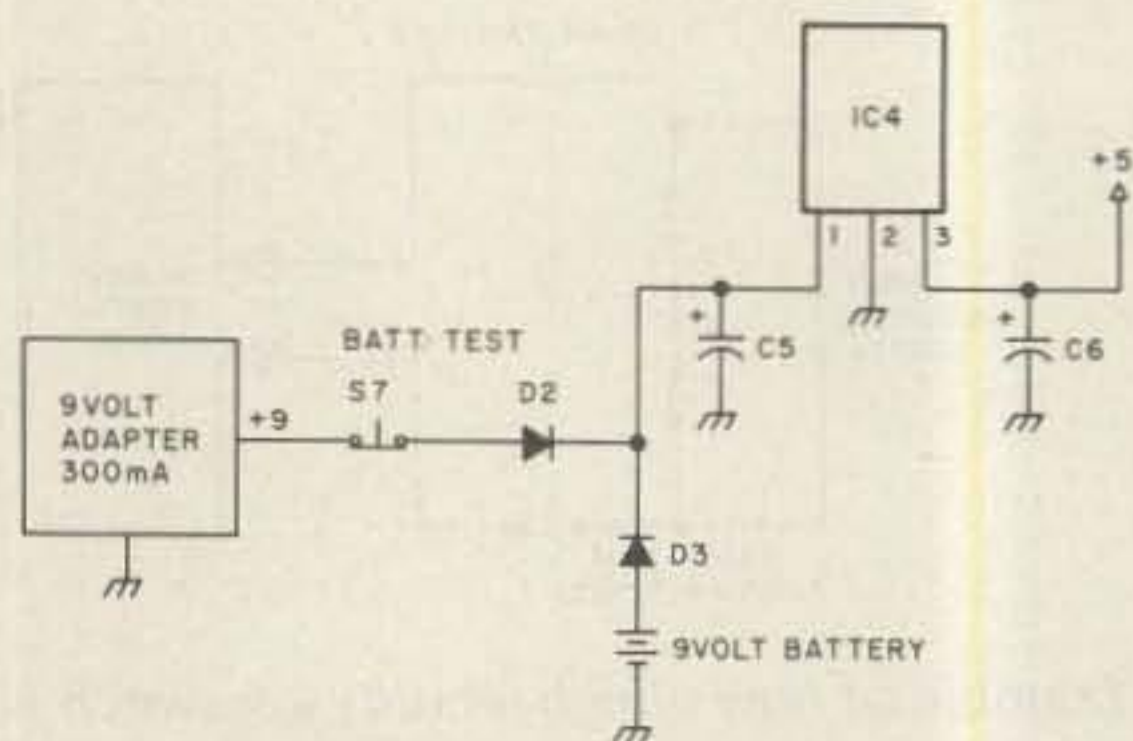 IC4
+5
1 2 3
+
C5
+
C6
BATT TEST
S7
D2
9VOLT
ADAPTER
300mA
+9
D3
9VOLT BATTERY